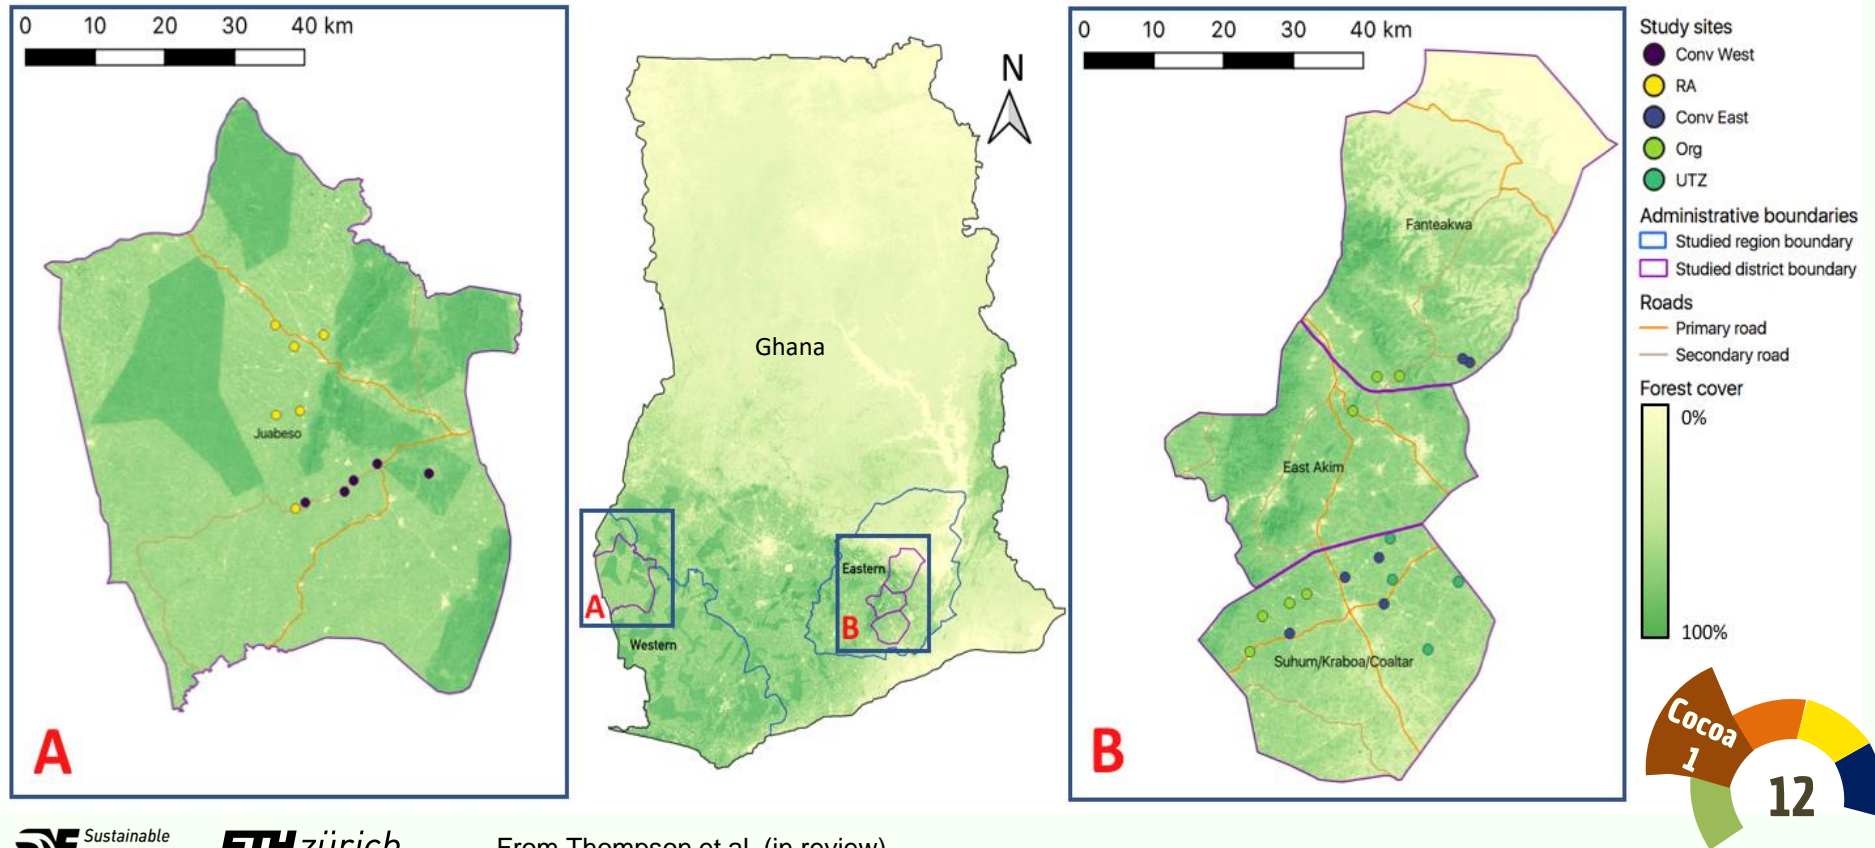 0 10 20 30 40 km
Juabeso
A
N
Ghana
Eastern
A
B
Western
0 10 20 30 40 km
Fanteakwa
East Akim
Suhum/Kraboa/Coaltar
B
Study sites
Conv West
RA
Conv East
Org
UTZ
Administrative boundaries
Studied region boundary
Studied district boundary
Roads
Primary road
Secondary road
Forest cover
0%
100%
Cocoa
1
12
Sustainable
ETH zürich
From Thompson et al. (in review)